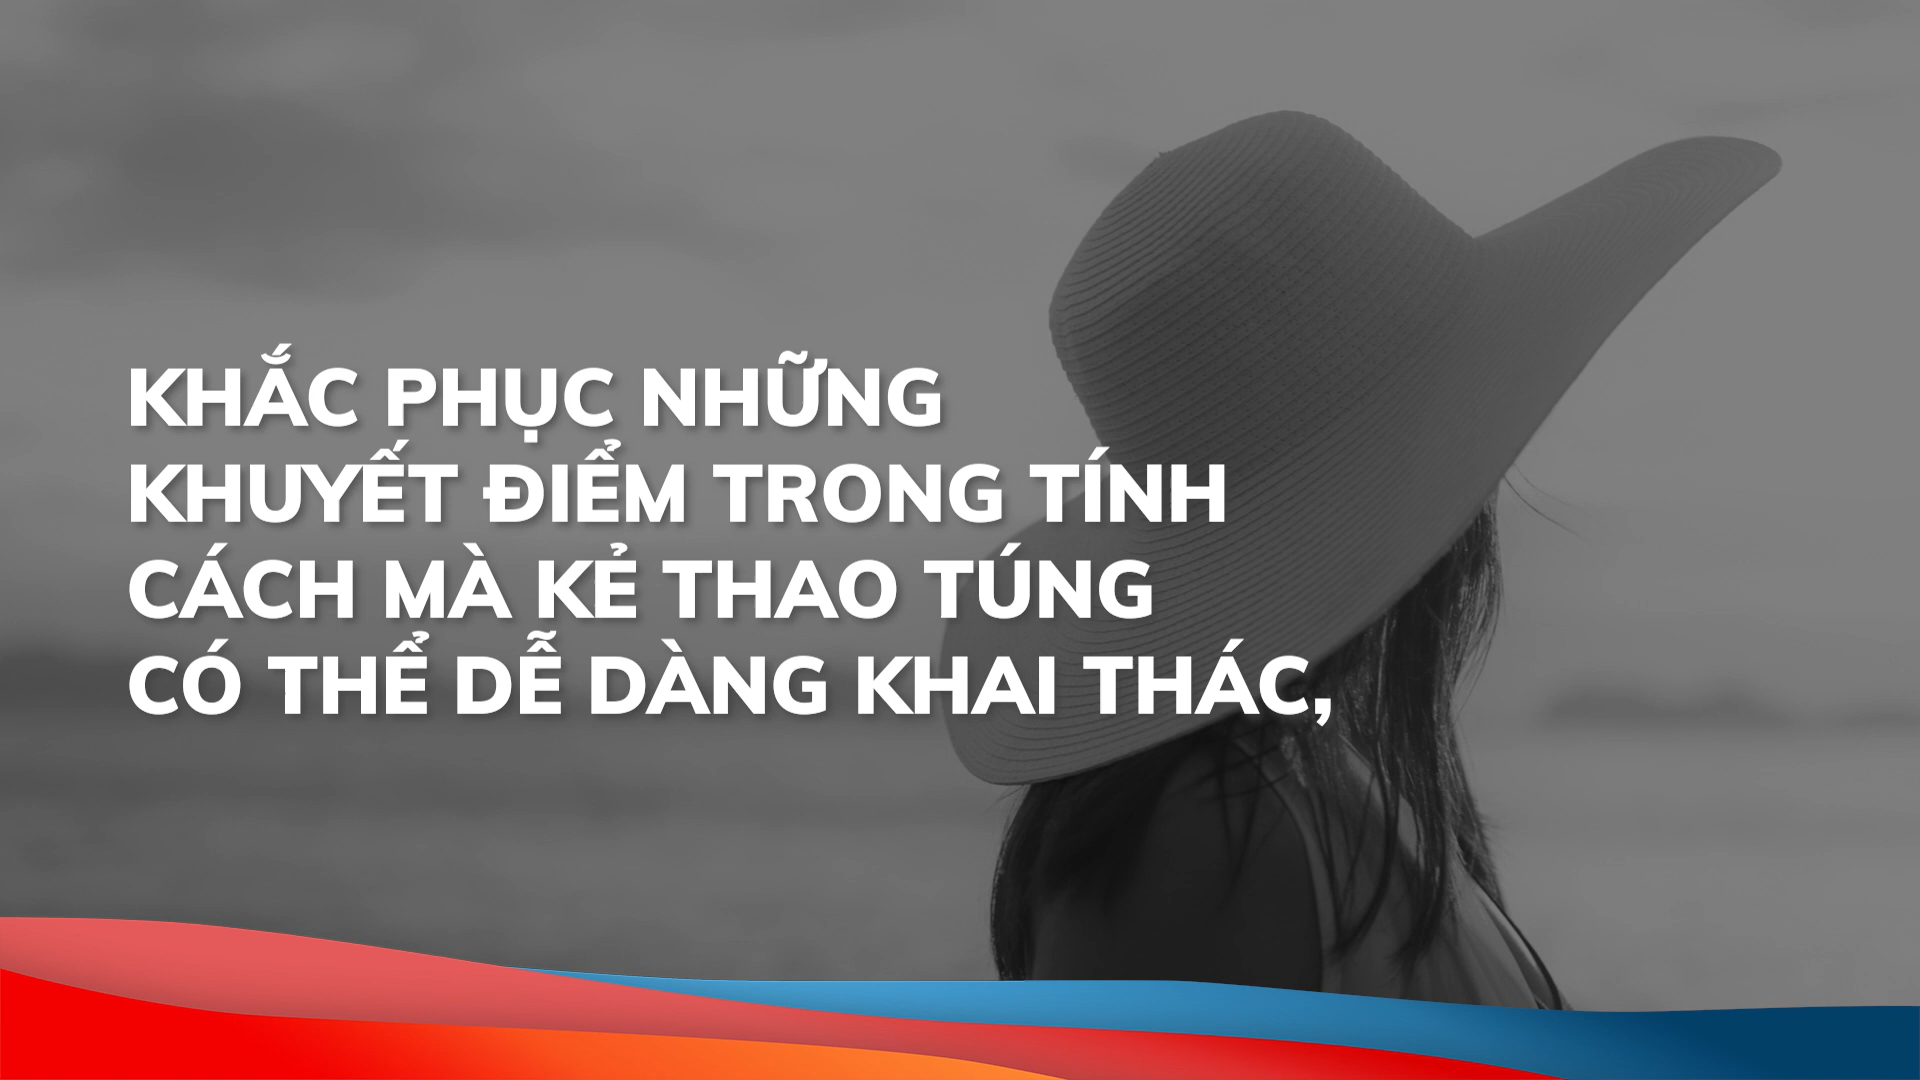 KHẮC PHỤC NHỮNG
KHUYẾT ĐIỂM TRONG TÍNH
CÁCH MÀ KẺ THAO TÚNG
CÓ THỂ DỄ DÀNG KHAI THÁC,